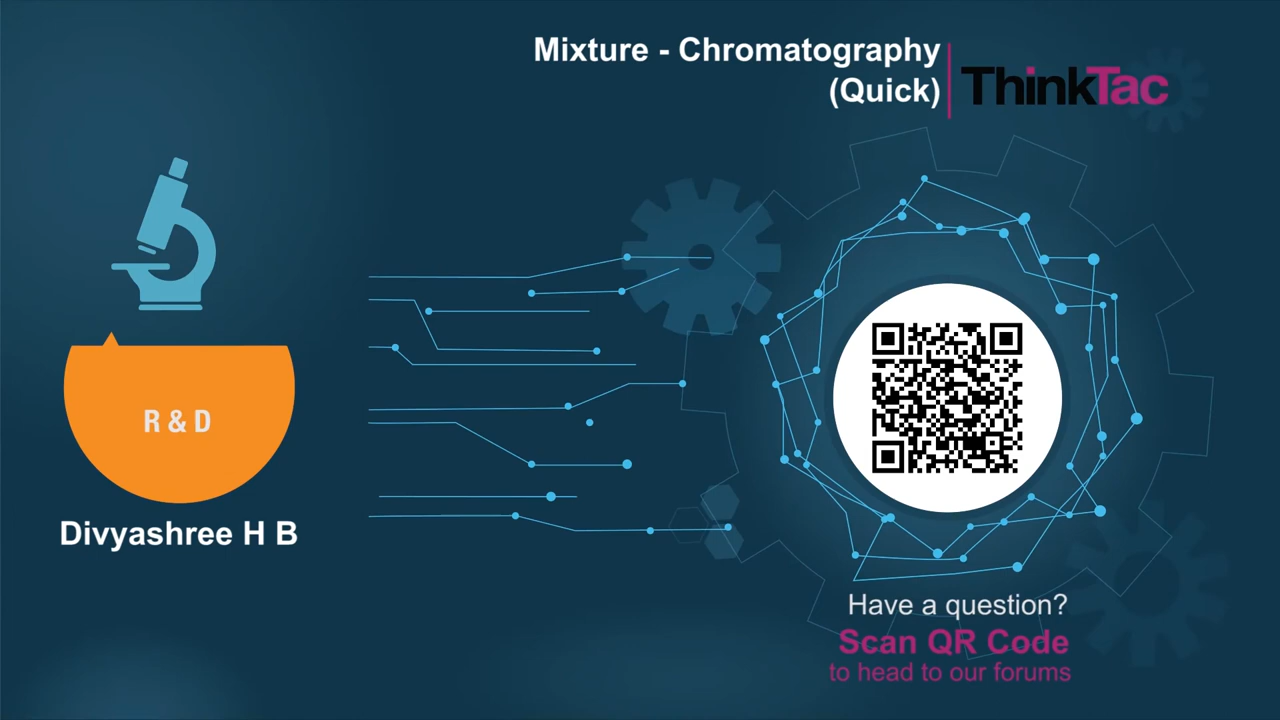 Mixture - Chromatography
(Quick)
ThinkTac
R & D
Divyashree H B
Have a question?
Scan QR Code
to head to our forums